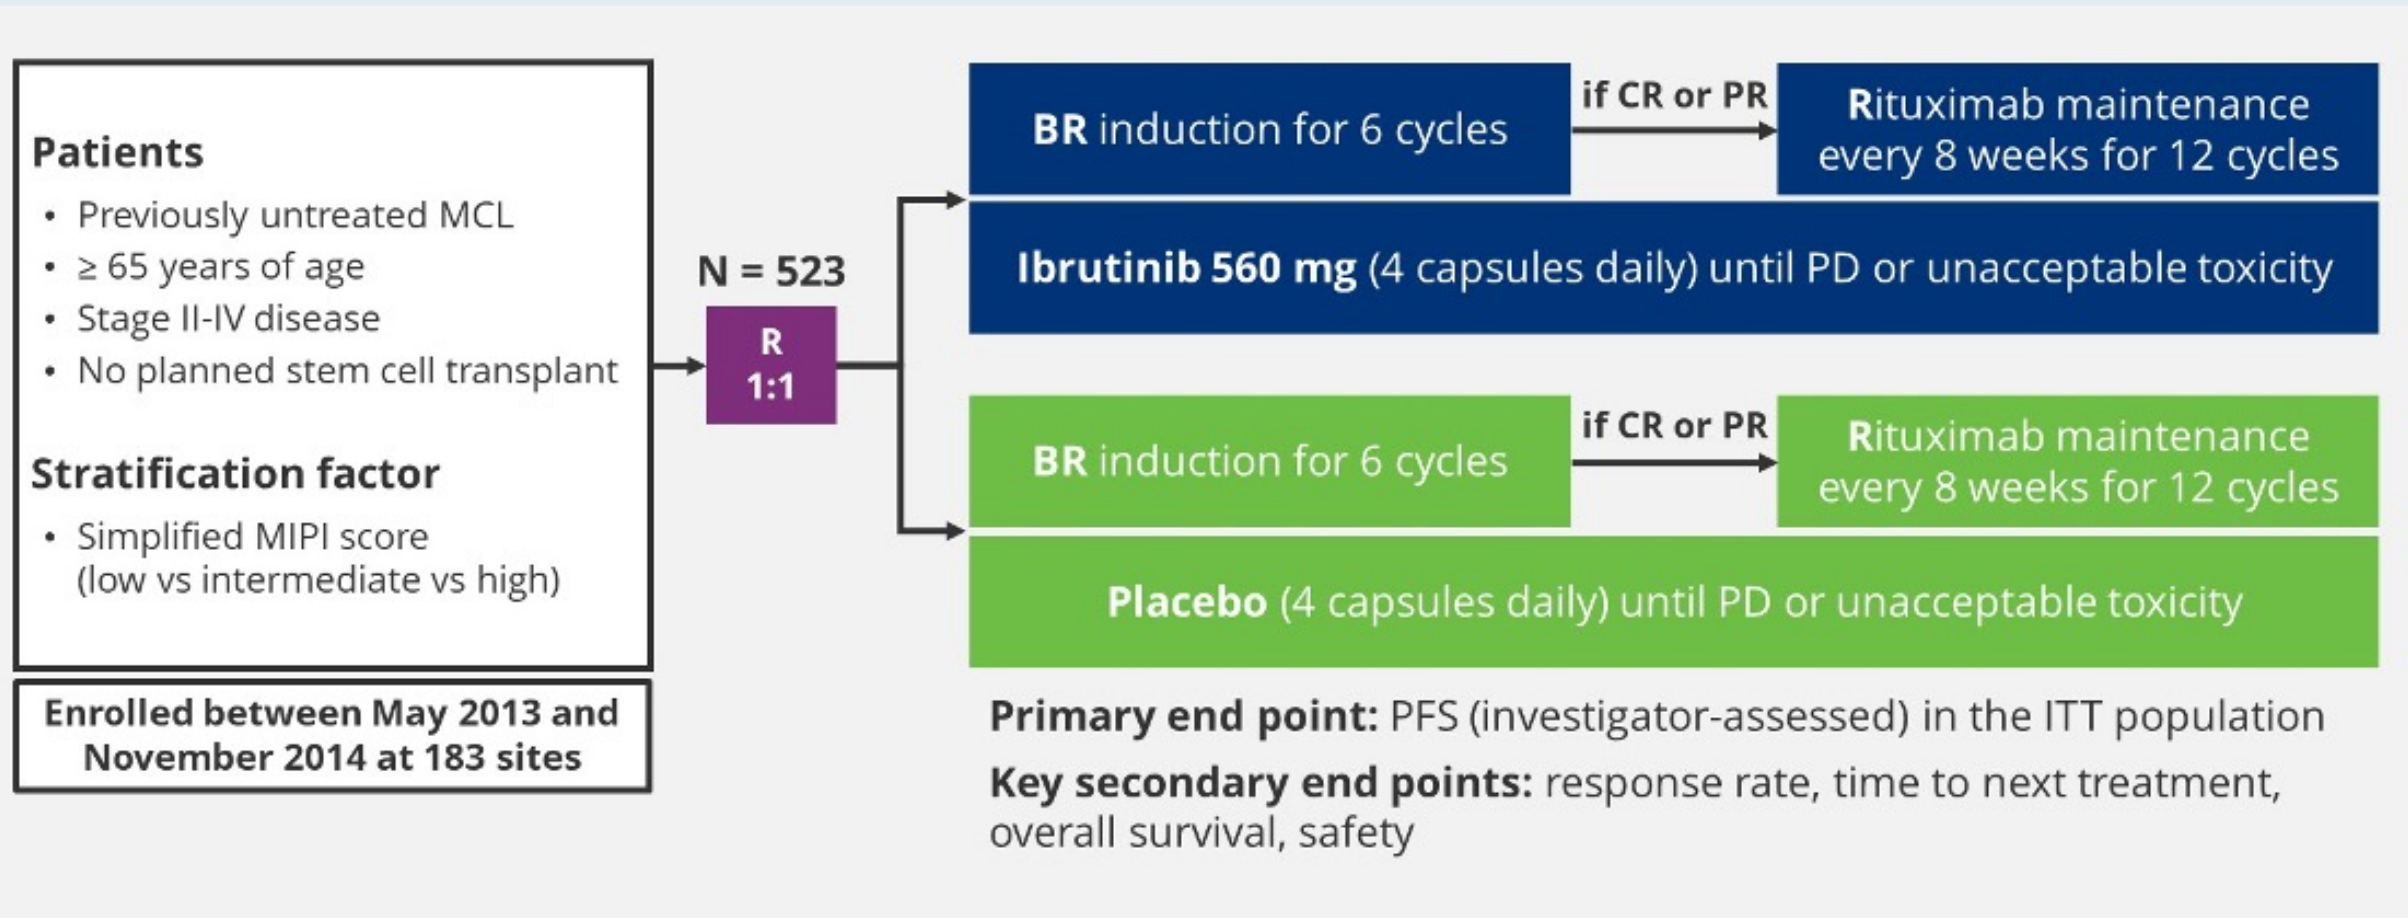 Patients
• Previously untreated MCL
• ≥ 65 years of age
• Stage II-IV disease
• No planned stem cell transplant
Stratification factor
• Simplified MIPI score
(low vs intermediate vs high)
Enrolled between May 2013 and
November 2014 at 183 sites
N = 523
R
1:1
BR induction for 6 cycles
if CR or PR
Rituximab maintenance
every 8 weeks for 12 cycles
Ibrutinib 560 mg (4 capsules daily) until PD or unacceptable toxicity
BR induction for 6 cycles
if CR or PR
Rituximab maintenance
every 8 weeks for 12 cycles
Placebo (4 capsules daily) until PD or unacceptable toxicity
Primary end point: PFS (investigator-assessed) in the ITT population
Key secondary end points: response rate, time to next treatment,
overall survival, safety